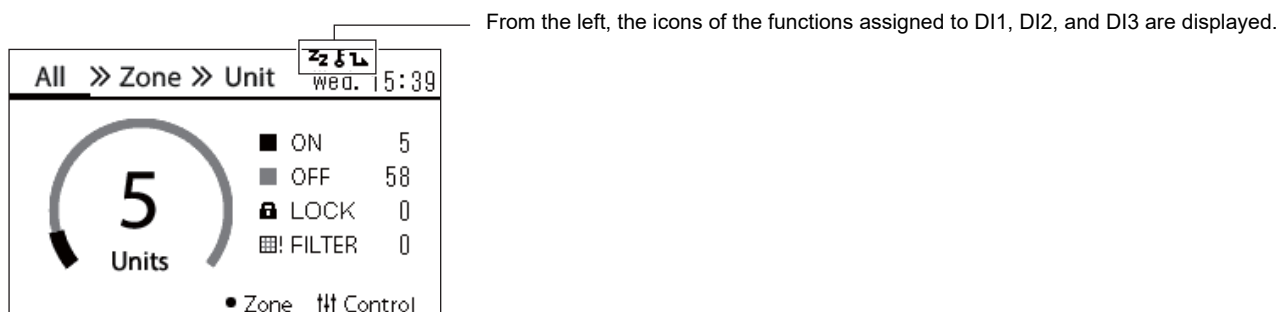 From the left, the icons of the functions assigned to DI1, DI2, and DI3 are displayed.
All » Zone » Unit Wed. 15:39
ON 5
OFF 58
5
LOCK 0
Units
! FILTER 0
Zone Control